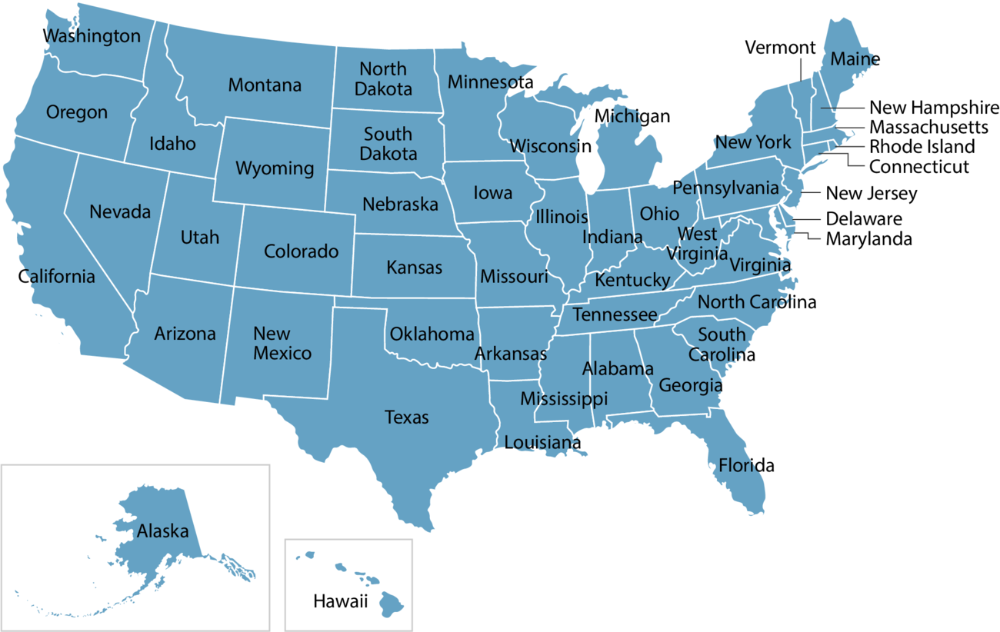 Washington
Montana
North
Dakota
Minnesota
Vermont
Maine
Oregon
Idaho
Wyoming
South
Dakota
Wisconsin
Michigan
New York
New Hampshire
Massachusetts
Rhode Island
Connecticut
Nevada
Utah
Colorado
Nebraska
Iowa
Illinois
Indiana
Ohio
Pennsylvania
New Jersey
Delaware
Marylanda
West
Virginia
Virginia
California
Kansas
Missouri
Kentucky
Arizona
New
Mexico
Oklahoma
Arkansas
Tennessee
North Carolina
South
Carolina
Texas
Louisiana
Mississippi
Alabama
Georgia
Florida
Alaska
Hawaii